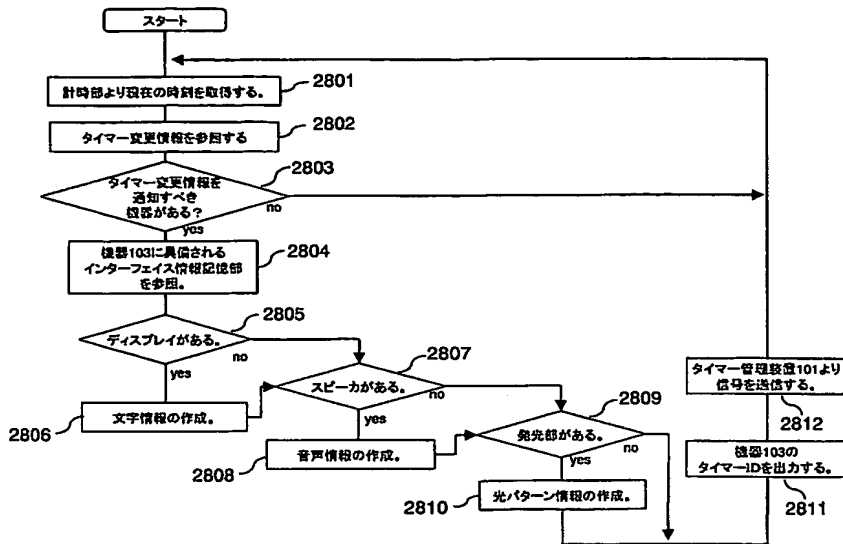 スタート
計時部より現在の時刻を取得する。
2801
タイマー変更情報を参照する
2802
タイマー変更情報を
通知すべき
機器がある?
2803
no
yes
機器103に具備される
インターフェイス情報記憶部
を参照。
2804
ディスプレイがある。
2805
no
yes
文字情報の作成。
2806
スピーカがある。
2807
no
yes
音声情報の作成。
2808
発光部がある。
2809
yes
no
光パターン情報の作成。
2810
タイマー管理装置101より
信号を送信する。
2812
機器103の
タイマーIDを出力する。
2811